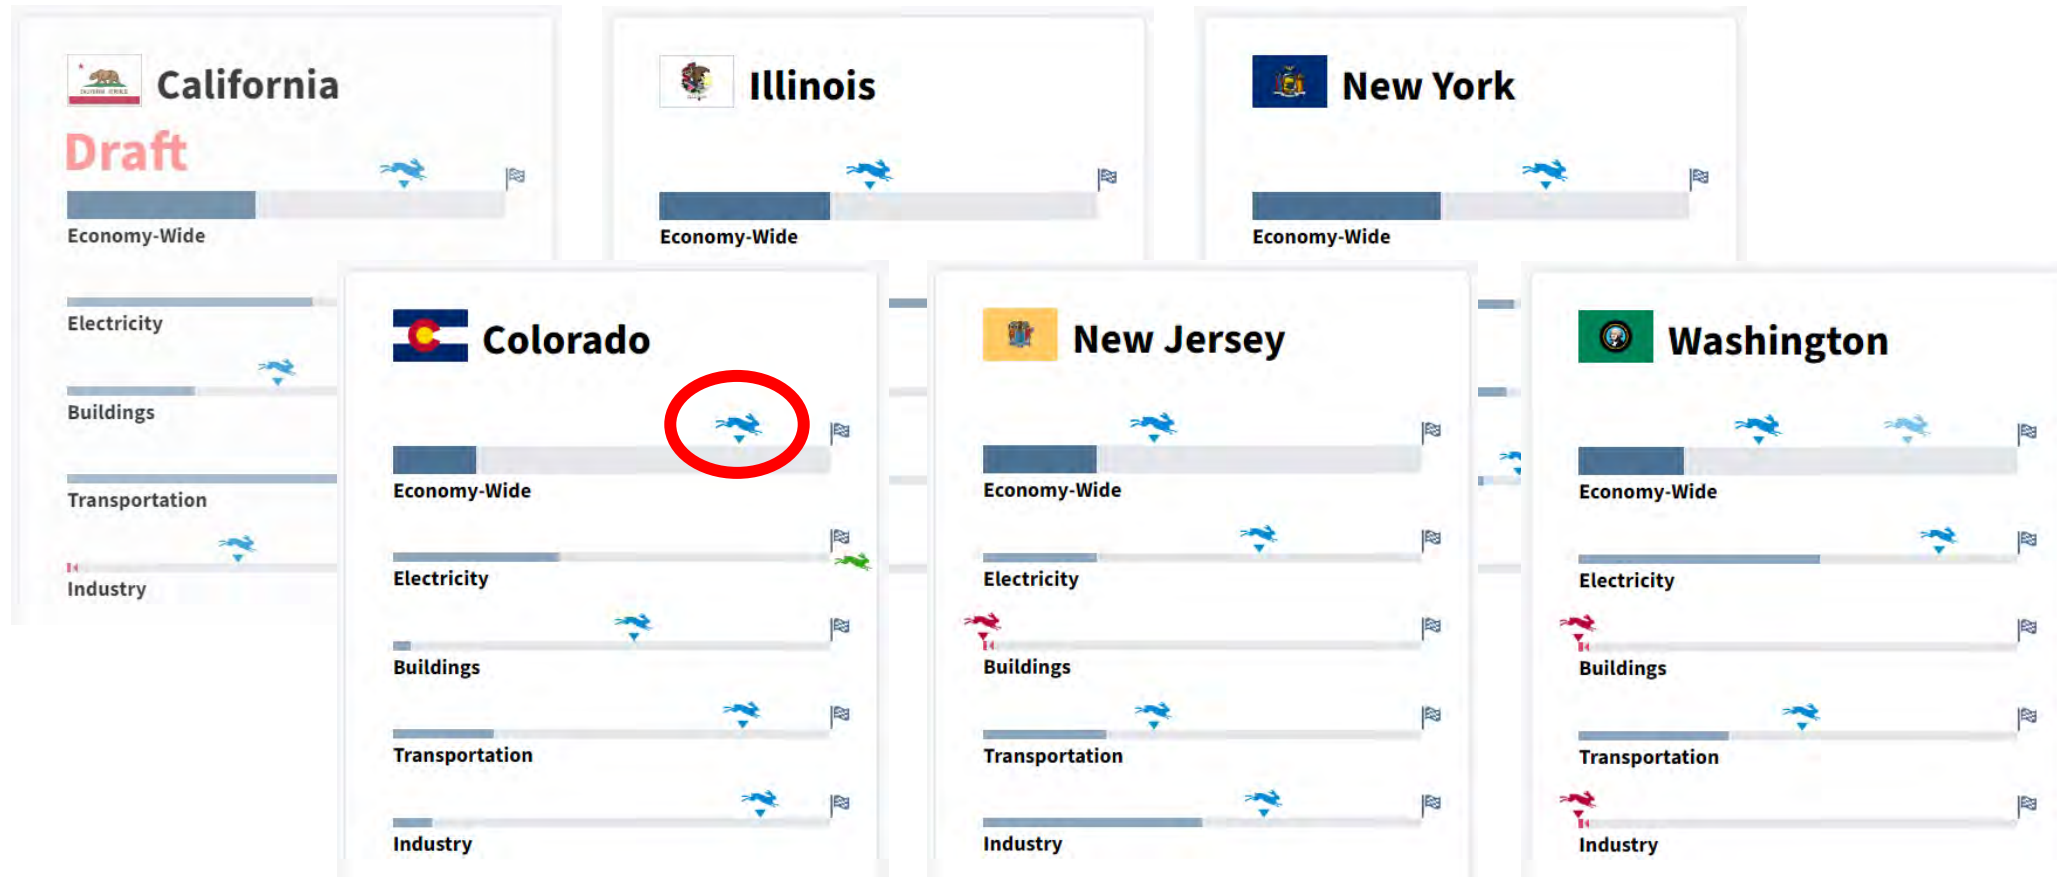 California
Draft
Economy-Wide
Electricity
Buildings
Transportation
Industry
Illinois
Economy-Wide
New York
Economy-Wide
Colorado
Economy-Wide
Electricity
Buildings
Transportation
Industry
New Jersey
Economy-Wide
Electricity
Buildings
Transportation
Industry
Washington
Economy-Wide
Electricity
Buildings
Transportation
Industry